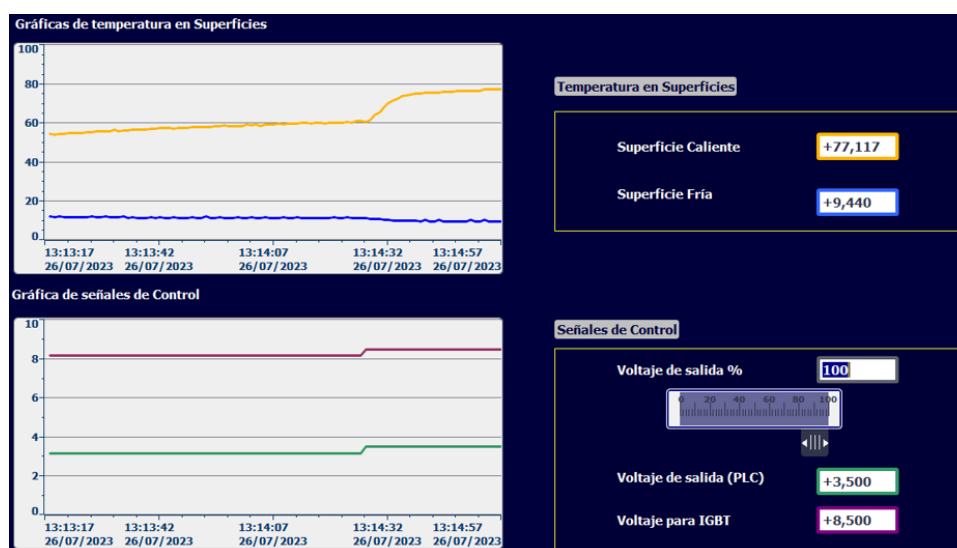 Gráficas de temperatura en Superficies
100
80
60
40
20
0
13:13:17 13:13:42 13:14:07 13:14:32 13:14:57
26/07/2023 26/07/2023 26/07/2023 26/07/2023 26/07/2023
Temperatura en Superficies
Superficie Caliente +77,117
Superficie Fría +9,440
Gráfica de señales de Control
10
8
6
4
2
0
13:13:17 13:13:42 13:14:07 13:14:32 13:14:57
26/07/2023 26/07/2023 26/07/2023 26/07/2023 26/07/2023
Señales de Control
Voltaje de salida % 100
0 20 40 60 80 100
Voltaje de salida (PLC) +3,500
Voltaje para IGBT +8,500